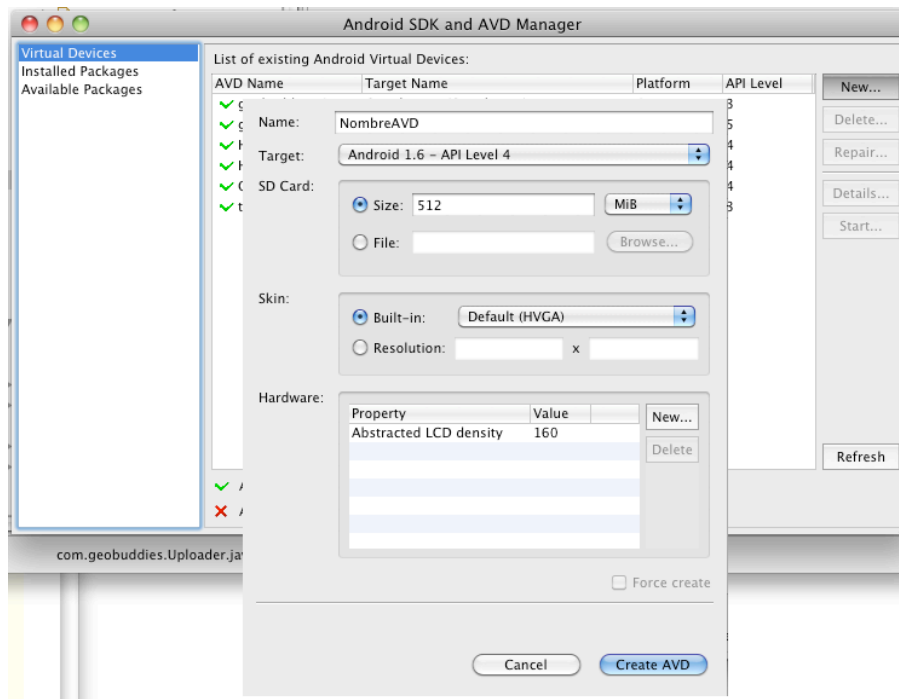 Android SDK and AVD Manager
Virtual Devices
Installed Packages
Available Packages
List of existing Android Virtual Devices:
AVD Name Target Name Platform API Level
New...
Delete...
Repair...
Details...
Start...
Refresh
Name: NombreAVD
Target: Android 1.6 - API Level 4
SD Card:
Size: 512 MiB
File: Browse...
Skin:
Built-in: Default (HVGA)
Resolution: x
Hardware:
Property Value
Abstracted LCD density 160
New...
Delete
Force create
Cancel Create AVD
com.geobuddies.Uploader.jav